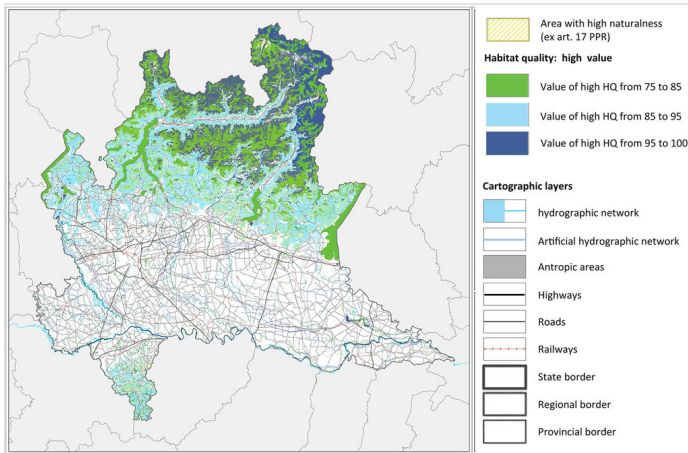 Area with high naturalness
(ex art. 17 PPR)
Habitat quality: high value
Value of high HQ from 75 to 85
Value of high HQ from 85 to 95
Value of high HQ from 95 to 100
Cartographic layers
hydrographic network
Artificial hydrographic network
Antropic areas
Highways
Roads
Railways
State border
Regional border
Provincial border